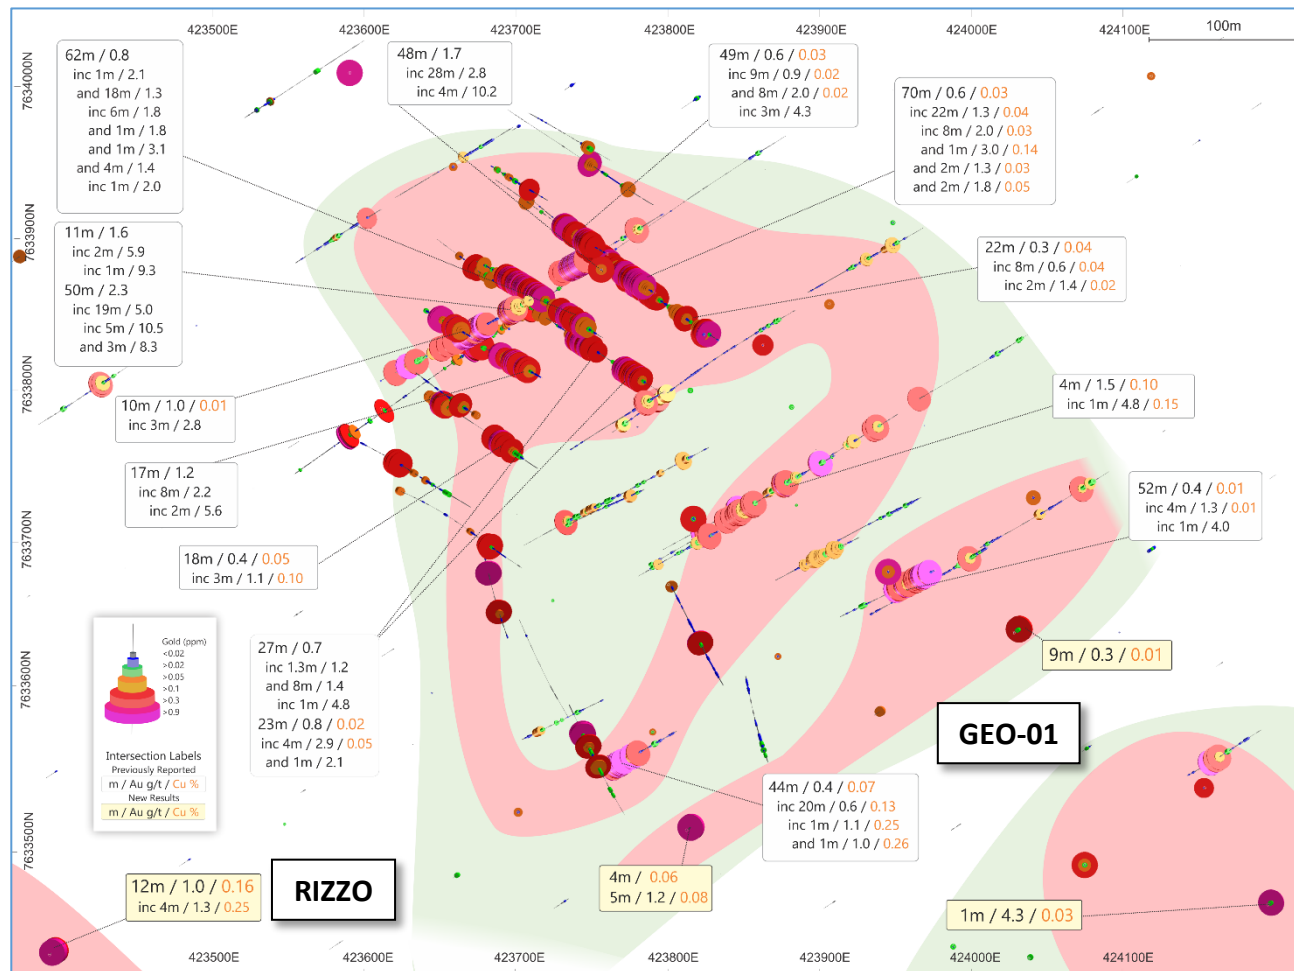 423500E
423600E
423700E
423800E
423900E
424000E
424100E
100m
7634000N
7633900N
7633800N
7633700N
7633600N
7633500N
62m / 0.8
inc 1m / 2.1
and 18m / 1.3
inc 6m / 1.8
and 1m / 1.8
and 1m / 3.1
and 4m / 1.4
inc 1m / 2.0
48m / 1.7
inc 28m / 2.8
inc 4m / 10.2
49m / 0.6 / 0.03
inc 9m / 0.9 / 0.02
and 8m / 2.0 / 0.02
inc 3m / 4.3
70m / 0.6 / 0.03
inc 22m / 1.3 / 0.04
inc 8m / 2.0 / 0.03
and 1m / 3.0 / 0.14
and 2m / 1.3 / 0.03
and 2m / 1.8 / 0.05
11m / 1.6
inc 2m / 5.9
inc 1m / 9.3
50m / 2.3
inc 19m / 5.0
inc 5m / 10.5
and 3m / 8.3
22m / 0.3 / 0.04
inc 8m / 0.6 / 0.04
inc 2m / 1.4 / 0.02
10m / 1.0 / 0.01
inc 3m / 2.8
4m / 1.5 / 0.10
inc 1m / 4.8 / 0.15
17m / 1.2
inc 8m / 2.2
inc 2m / 5.6
52m / 0.4 / 0.01
inc 4m / 1.3 / 0.01
inc 1m / 4.0
18m / 0.4 / 0.05
inc 3m / 1.1 / 0.10
27m / 0.7
inc 1.3m / 1.2
and 8m / 1.4
inc 1m / 4.8
23m / 0.8 / 0.02
inc 4m / 2.9 / 0.05
and 1m / 2.1
9m / 0.3 / 0.01
Gold (ppm)
<0.02
>0.02
>0.05
>0.1
>0.3
>0.9
Intersection Labels
Previously Reported
m / Au g/t / Cu %
New Results
m / Au g/t / Cu %
GEO-01
44m / 0.4 / 0.07
inc 20m / 0.6 / 0.13
inc 1m / 1.1 / 0.25
and 1m / 1.0 / 0.26
RIZZO
12m / 1.0 / 0.16
inc 4m / 1.3 / 0.25
4m / 0.06
5m / 1.2 / 0.08
1m / 4.3 / 0.03
423500E
423600E
423700E
423800E
423900E
424000E
424100E